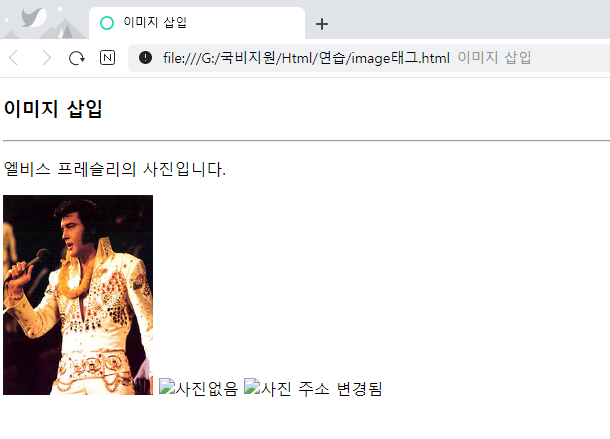 이미지 삽입
N
file:///G:/국비지원/Html/연습/image태그.html 이미지 삽입
이미지 삽입
엘비스 프레슬리의 사진입니다.
사진없음 사진 주소 변경됨